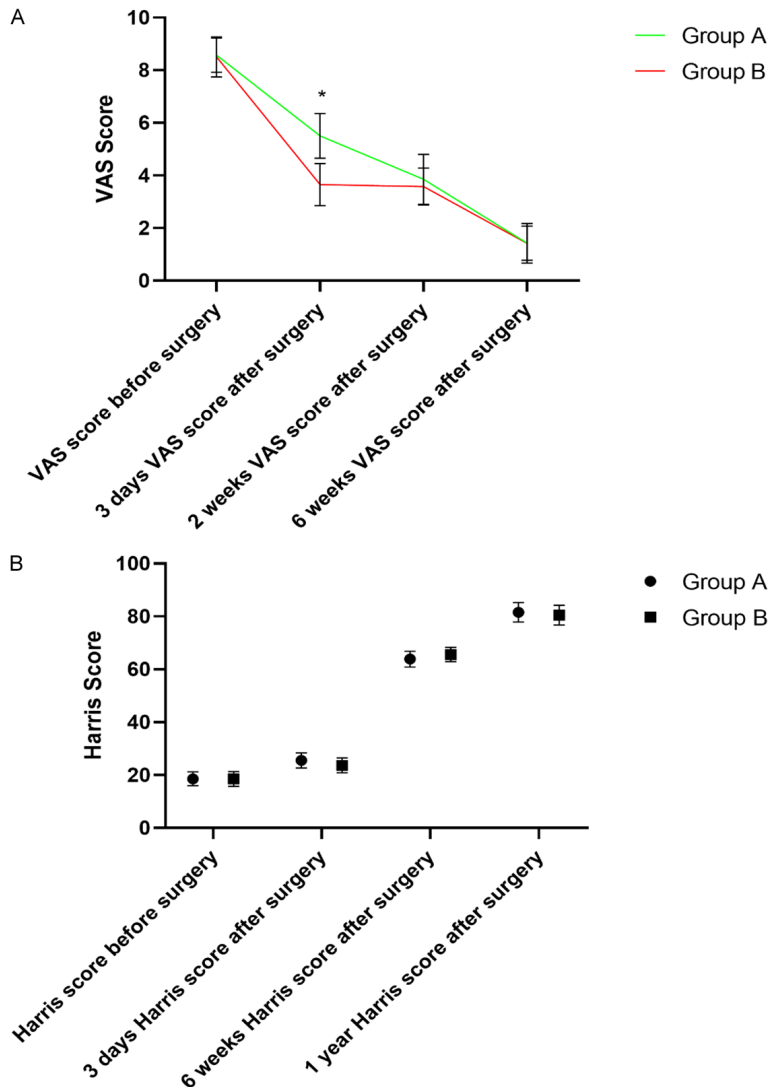 A
10
8
6
4
2
0
VAS Score
*
Group A
Group B
VAS score before surgery
3 days VAS score after surgery
2 weeks VAS score after surgery
6 weeks VAS score after surgery
B
100
80
60
40
20
0
Harris Score
Group A
Group B
Harris score before surgery
3 days Harris score after surgery
6 weeks Harris score after surgery
1 year Harris score after surgery